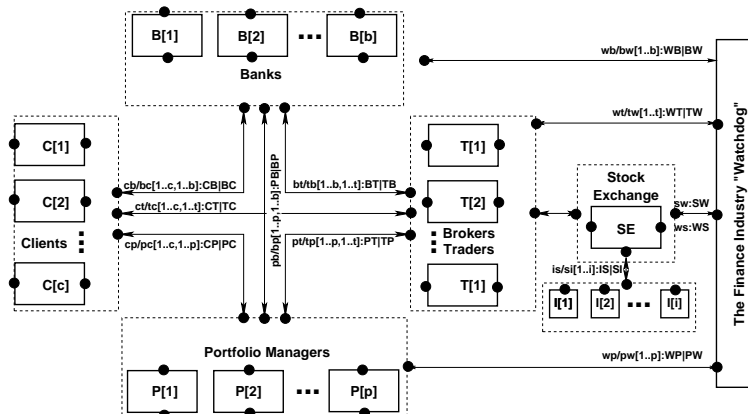 B[1] B[2] B[b]
Banks
wb/bw[1..b]:WB|BW
wt/tw[1..t]:WT|TW
C[1]
C[2]
Clients
C[c]
cb/bc[1..c,1..b]:CB|BC
ct/tc[1..c,1..t]:CT|TC
cp/pc[1..c,1..p]:CP|PC
pb/bp[1..p,1..b]:PB|BP
bt/tb[1..b,1..t]:BT|TB
pt/tp[1..p,1..t]:PT|TP
T[1]
T[2]
Brokers
Traders
T[1]
Stock
Exchange
SE
sw:SW
ws:WS
is/si[1..i]:IS|SI
I[1] I[2] I[i]
The Finance Industry "Watchdog"
wp/pw[1..p]:WP|PW
Portfolio Managers
P[1] P[2] P[p]